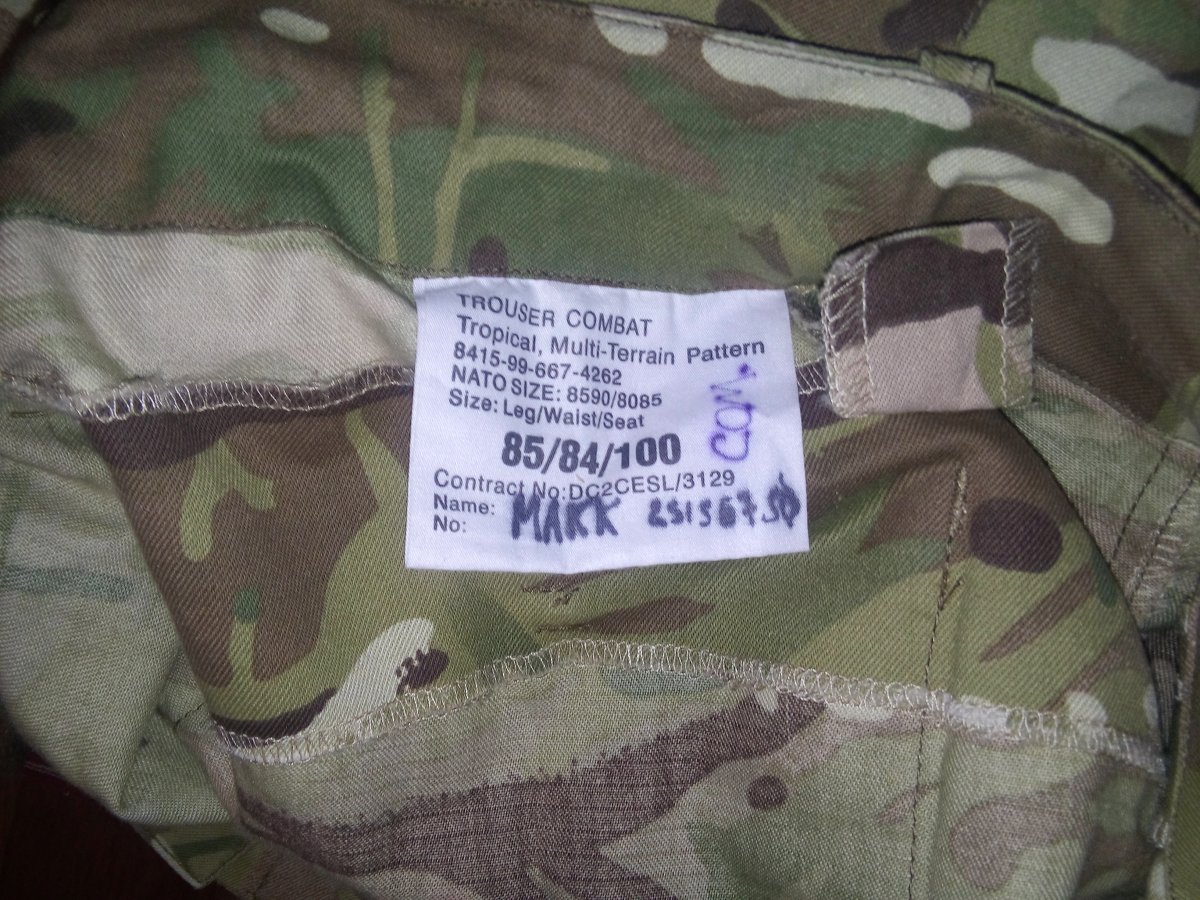 TROUSER COMBAT
Tropical, Multi-Terrain Pattern
8415-99-667-4262
NATO SIZE: 8590/8085
Size: Leg/Waist/Seat
85/84/100
Contract No:DC2CESL/3129
Name:
No:
MARK 25156750